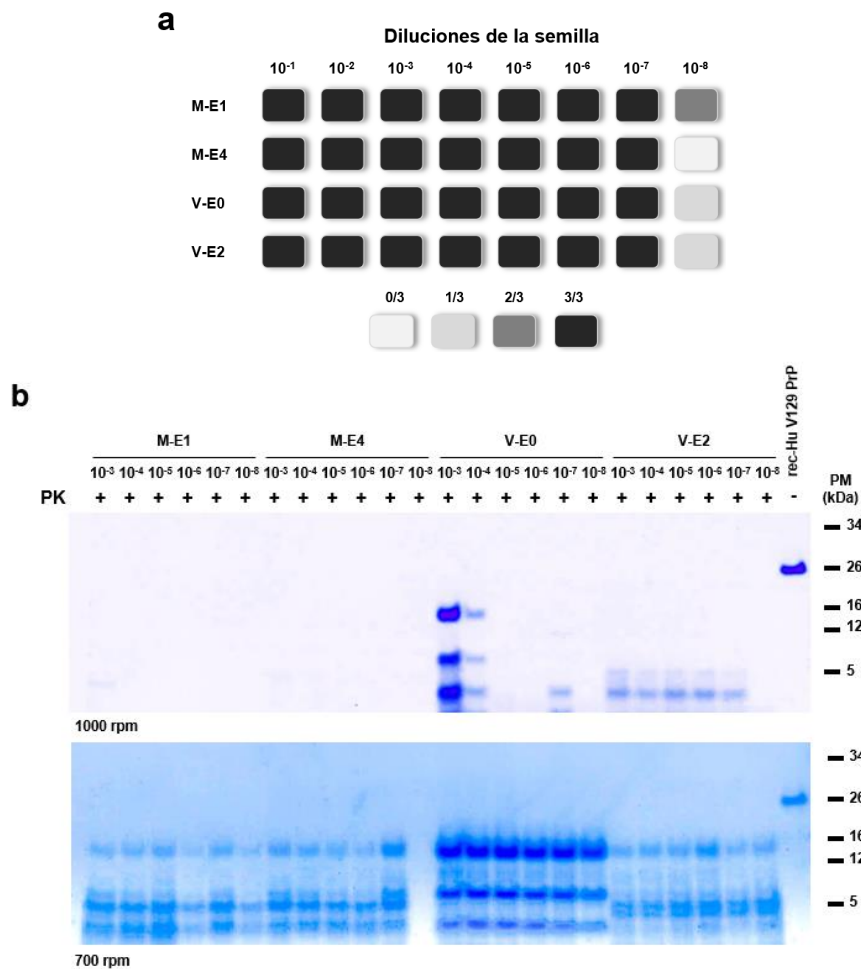 a
Diluciones de la semilla
10⁻¹ 10⁻² 10⁻³ 10⁻⁴ 10⁻⁵ 10⁻⁶ 10⁻⁷ 10⁻⁸
M-E1
M-E4
V-E0
V-E2
0/3 1/3 2/3 3/3
b
rec-Hu V129 PrP
M-E1 M-E4 V-E0 V-E2
10⁻³ 10⁻⁴ 10⁻⁵ 10⁻⁶ 10⁻⁷ 10⁻⁸ 10⁻³ 10⁻⁴ 10⁻⁵ 10⁻⁶ 10⁻⁷ 10⁻⁸ 10⁻³ 10⁻⁴ 10⁻⁵ 10⁻⁶ 10⁻⁷ 10⁻⁸ 10⁻³ 10⁻⁴ 10⁻⁵ 10⁻⁶ 10⁻⁷ 10⁻⁸ PM
PK + + + + + + + + + + + + + + + + + + + + + + + + - (kDa)
34
26
16
12
5
1000 rpm
34
26
16
12
5
700 rpm